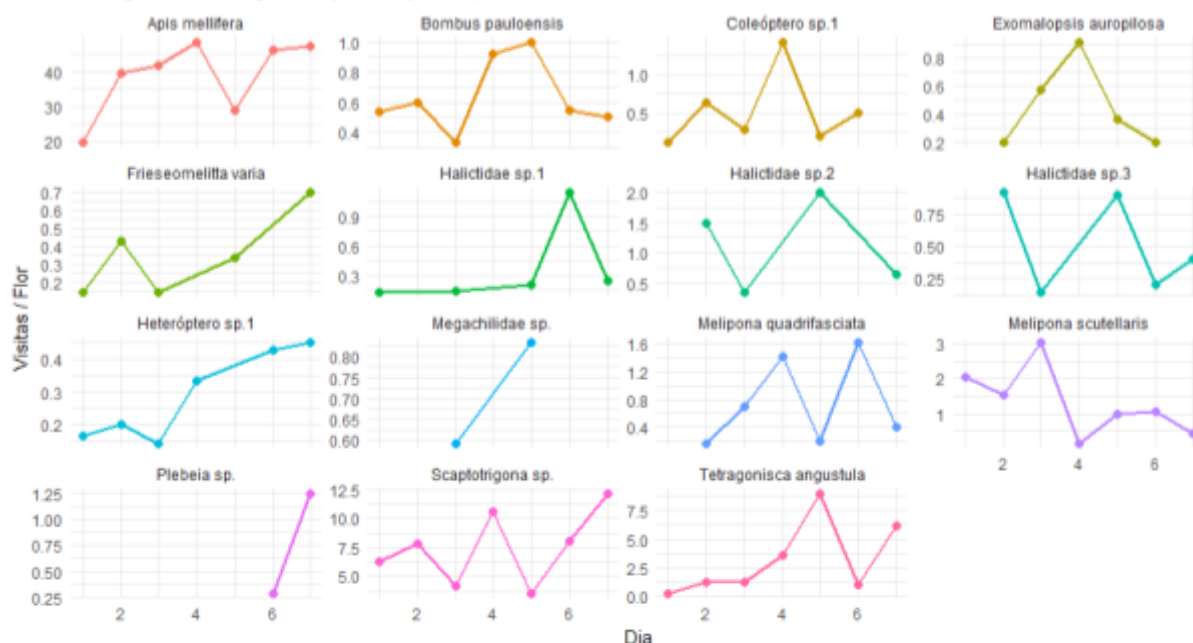 Apis mellifera
Bombus pauloensis
Coleóptero sp.1
Exomalopsis auropilosa
40
30
20
1.0
0.8
0.6
0.4
1.0
0.5
0.8
0.6
0.4
0.2
Frieseomelitta varia
Halictidae sp.1
Halictidae sp.2
Halictidae sp.3
0.7
0.6
0.5
0.4
0.3
0.2
0.9
0.6
0.3
2.0
1.5
1.0
0.5
0.75
0.50
0.25
Visitas / Flor
Heteróptero sp.1
Megachilidae sp.
Melipona quadrifasciata
Melipona scutellaris
0.4
0.3
0.2
0.80
0.75
0.70
0.65
0.60
1.6
1.2
0.8
0.4
3
2
1
2 4 6
Plebeia sp.
Scaptotrigona sp.
Tetragonisca angustula
1.25
1.00
0.75
0.50
0.25
12.5
10.0
7.5
5.0
7.5
5.0
2.5
0.0
2 4 6
2 4 6
2 4 6
Dia